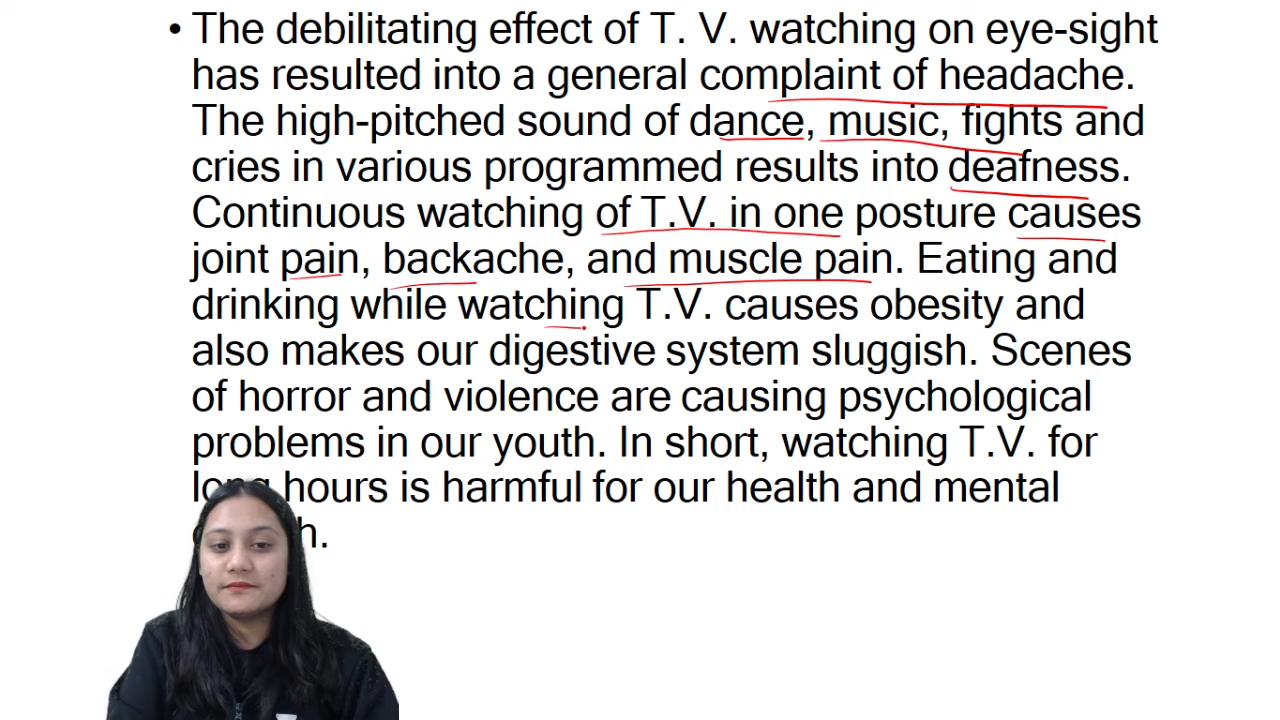 • The debilitating effect of T. V. watching on eye-sight
has resulted into a general complaint of headache.
The high-pitched sound of dance, music, fights and
cries in various programmed results into deafness.
Continuous watching of T.V. in one posture causes
joint pain, backache, and muscle pain. Eating and
drinking while watching T.V. causes obesity and
also makes our digestive system sluggish. Scenes
of horror and violence are causing psychological
problems in our youth. In short, watching T.V. for
long hours is harmful for our health and mental